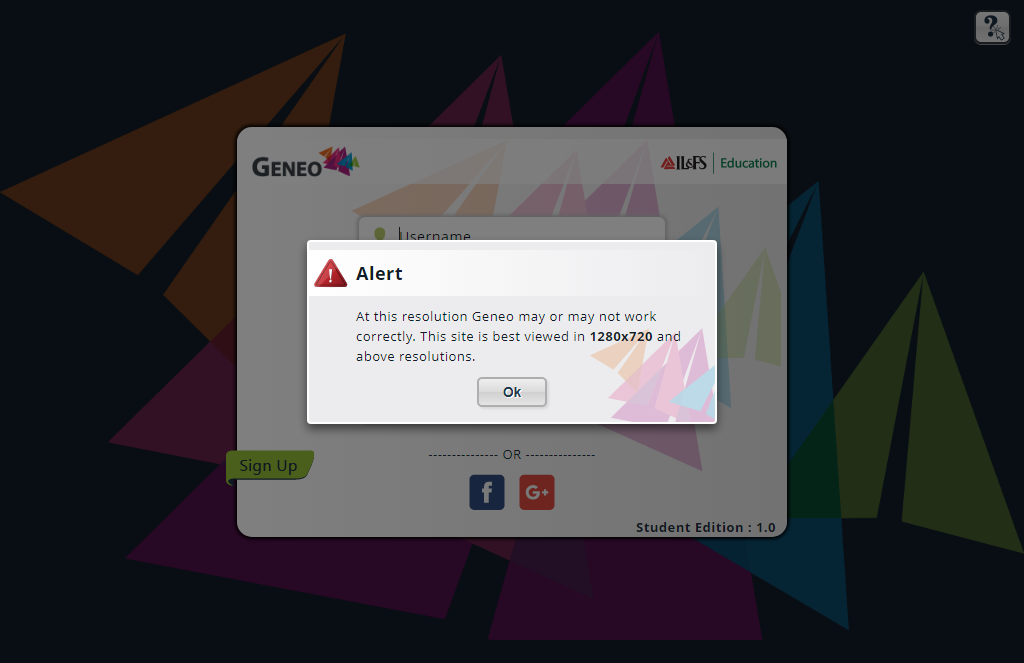 ?
GENEO
IL&FS Education
Username
!
Alert
At this resolution Geneo may or may not work
correctly. This site is best viewed in 1280x720 and
above resolutions.
Ok
--------------- OR ---------------
Sign Up
f G+
Student Edition : 1.0